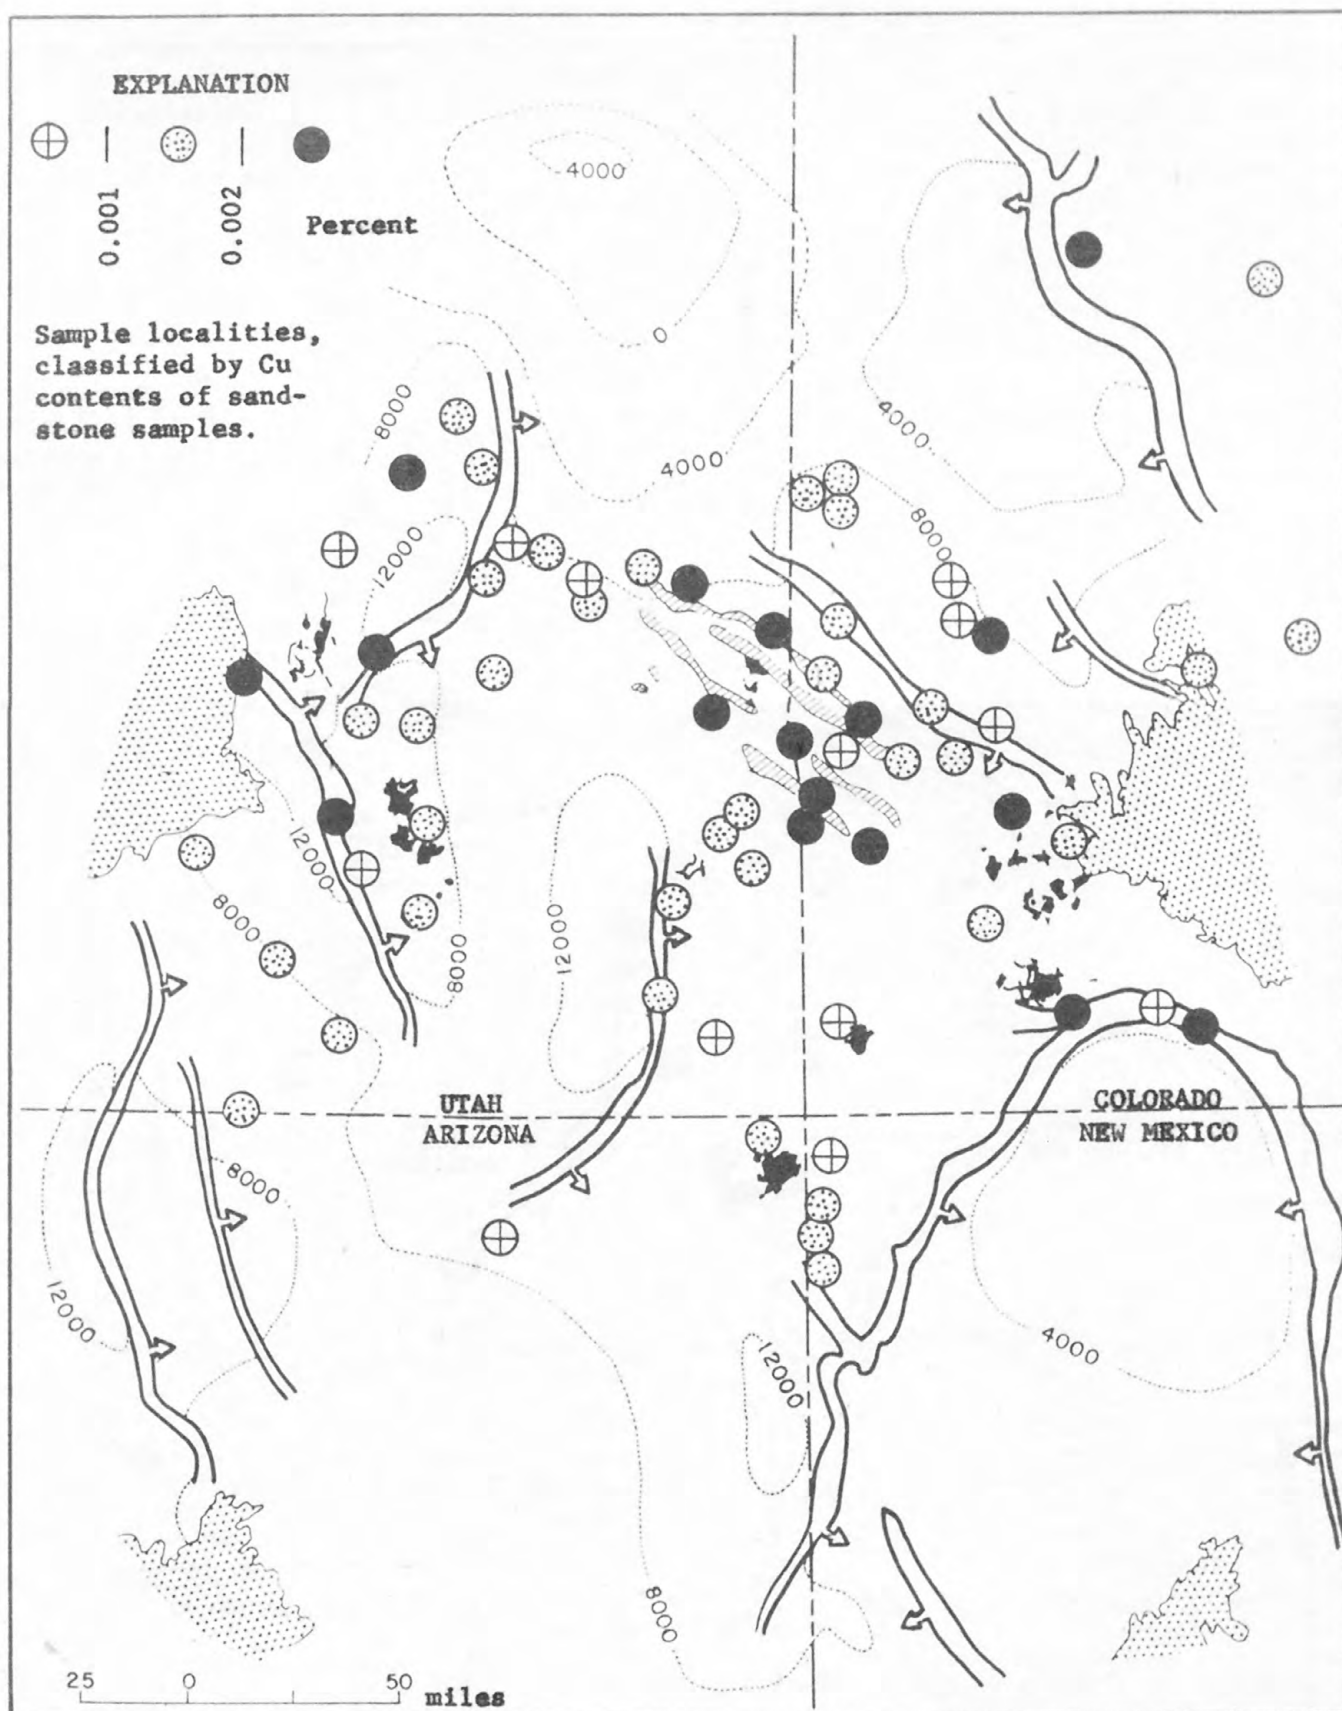 EXPLANATION
0.001
0.002
Percent
Sample localities,
classified by Cu
contents of sand-
stone samples.
-4000
0
4000
4000
8000
8000
12000
12000
8000
8000
12000
UTAH
ARIZONA
COLORADO
NEW MEXICO
8000
12000
4000
12000
8000
25 0 50 miles